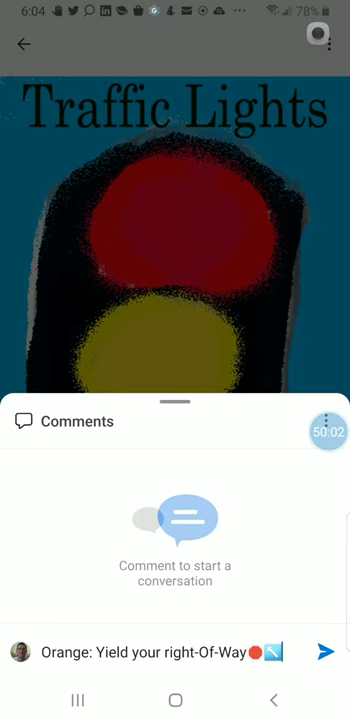 6:04
78%
Traffic Lights
Comments
50:02
Comment to start a
conversation
Orange: Yield your right-Of-Way